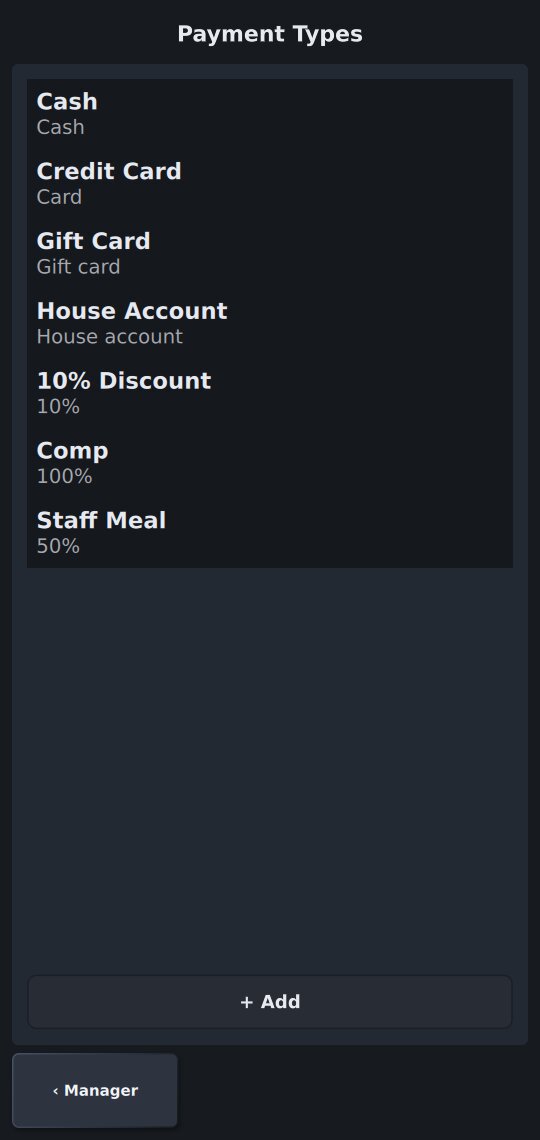 Payment Types
Cash
Cash
Credit Card
Card
Gift Card
Gift card
House Account
House account
10% Discount
10%
Comp
100%
Staff Meal
50%
+ Add
‹ Manager